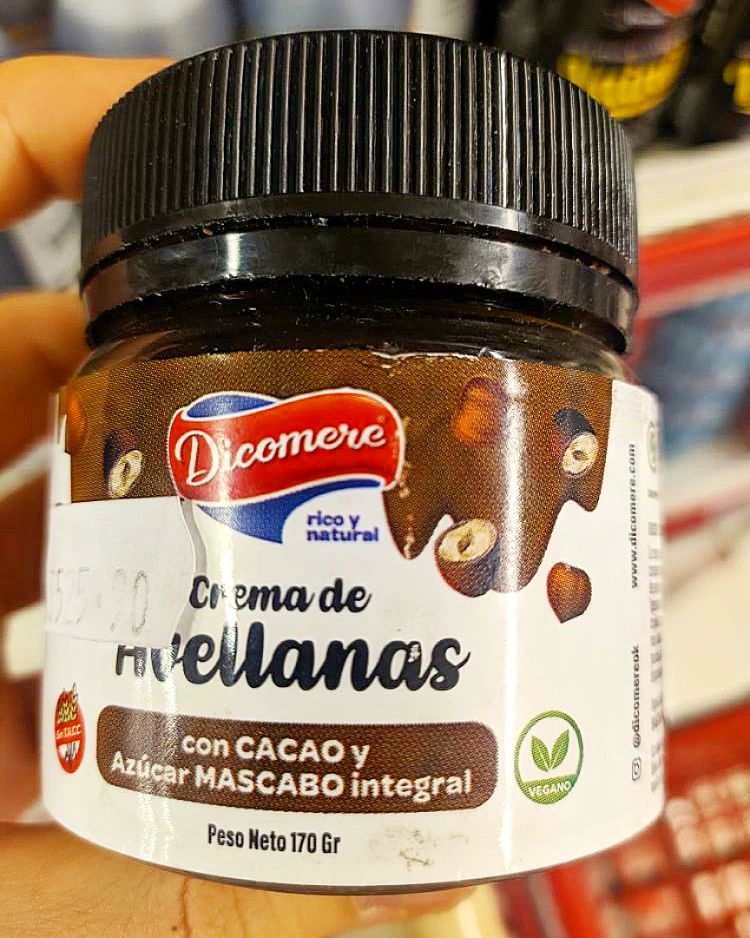 Dicomere
rico y
natural
Crema de
Avellanas
con CACAO y
Azúcar MASCABO integral
Peso Neto 170 Gr
Sin T.A.C.C.
VEGANO
www.dicomere.com
@dicomereok